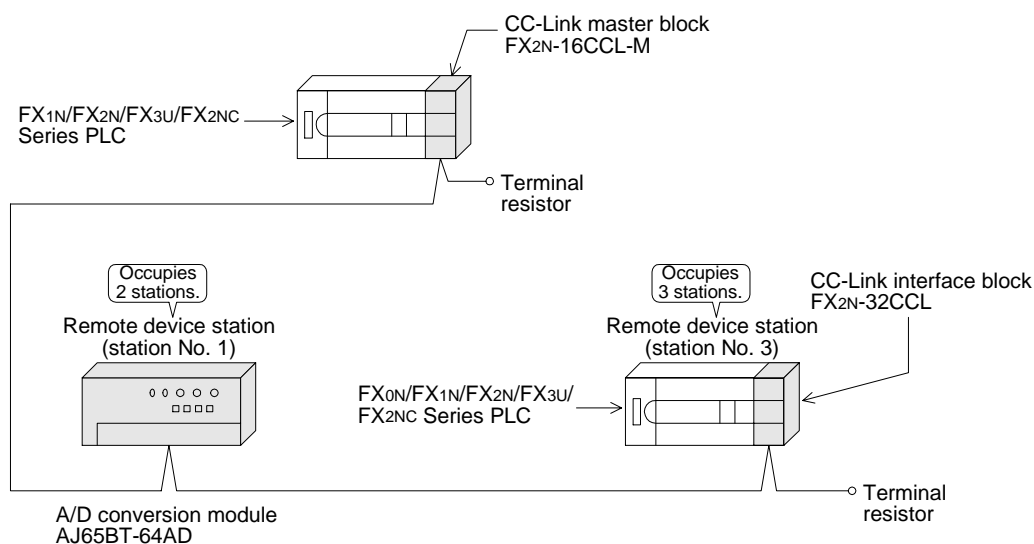 CC-Link master block
FX2N-16CCL-M
FX1N/FX2N/FX3U/FX2NC
Series PLC
Terminal
resistor
Occupies
2 stations.
Remote device station
(station No. 1)
Occupies
3 stations.
Remote device station
(station No. 3)
CC-Link interface block
FX2N-32CCL
FX0N/FX1N/FX2N/FX3U/
FX2NC Series PLC
A/D conversion module
AJ65BT-64AD
Terminal
resistor